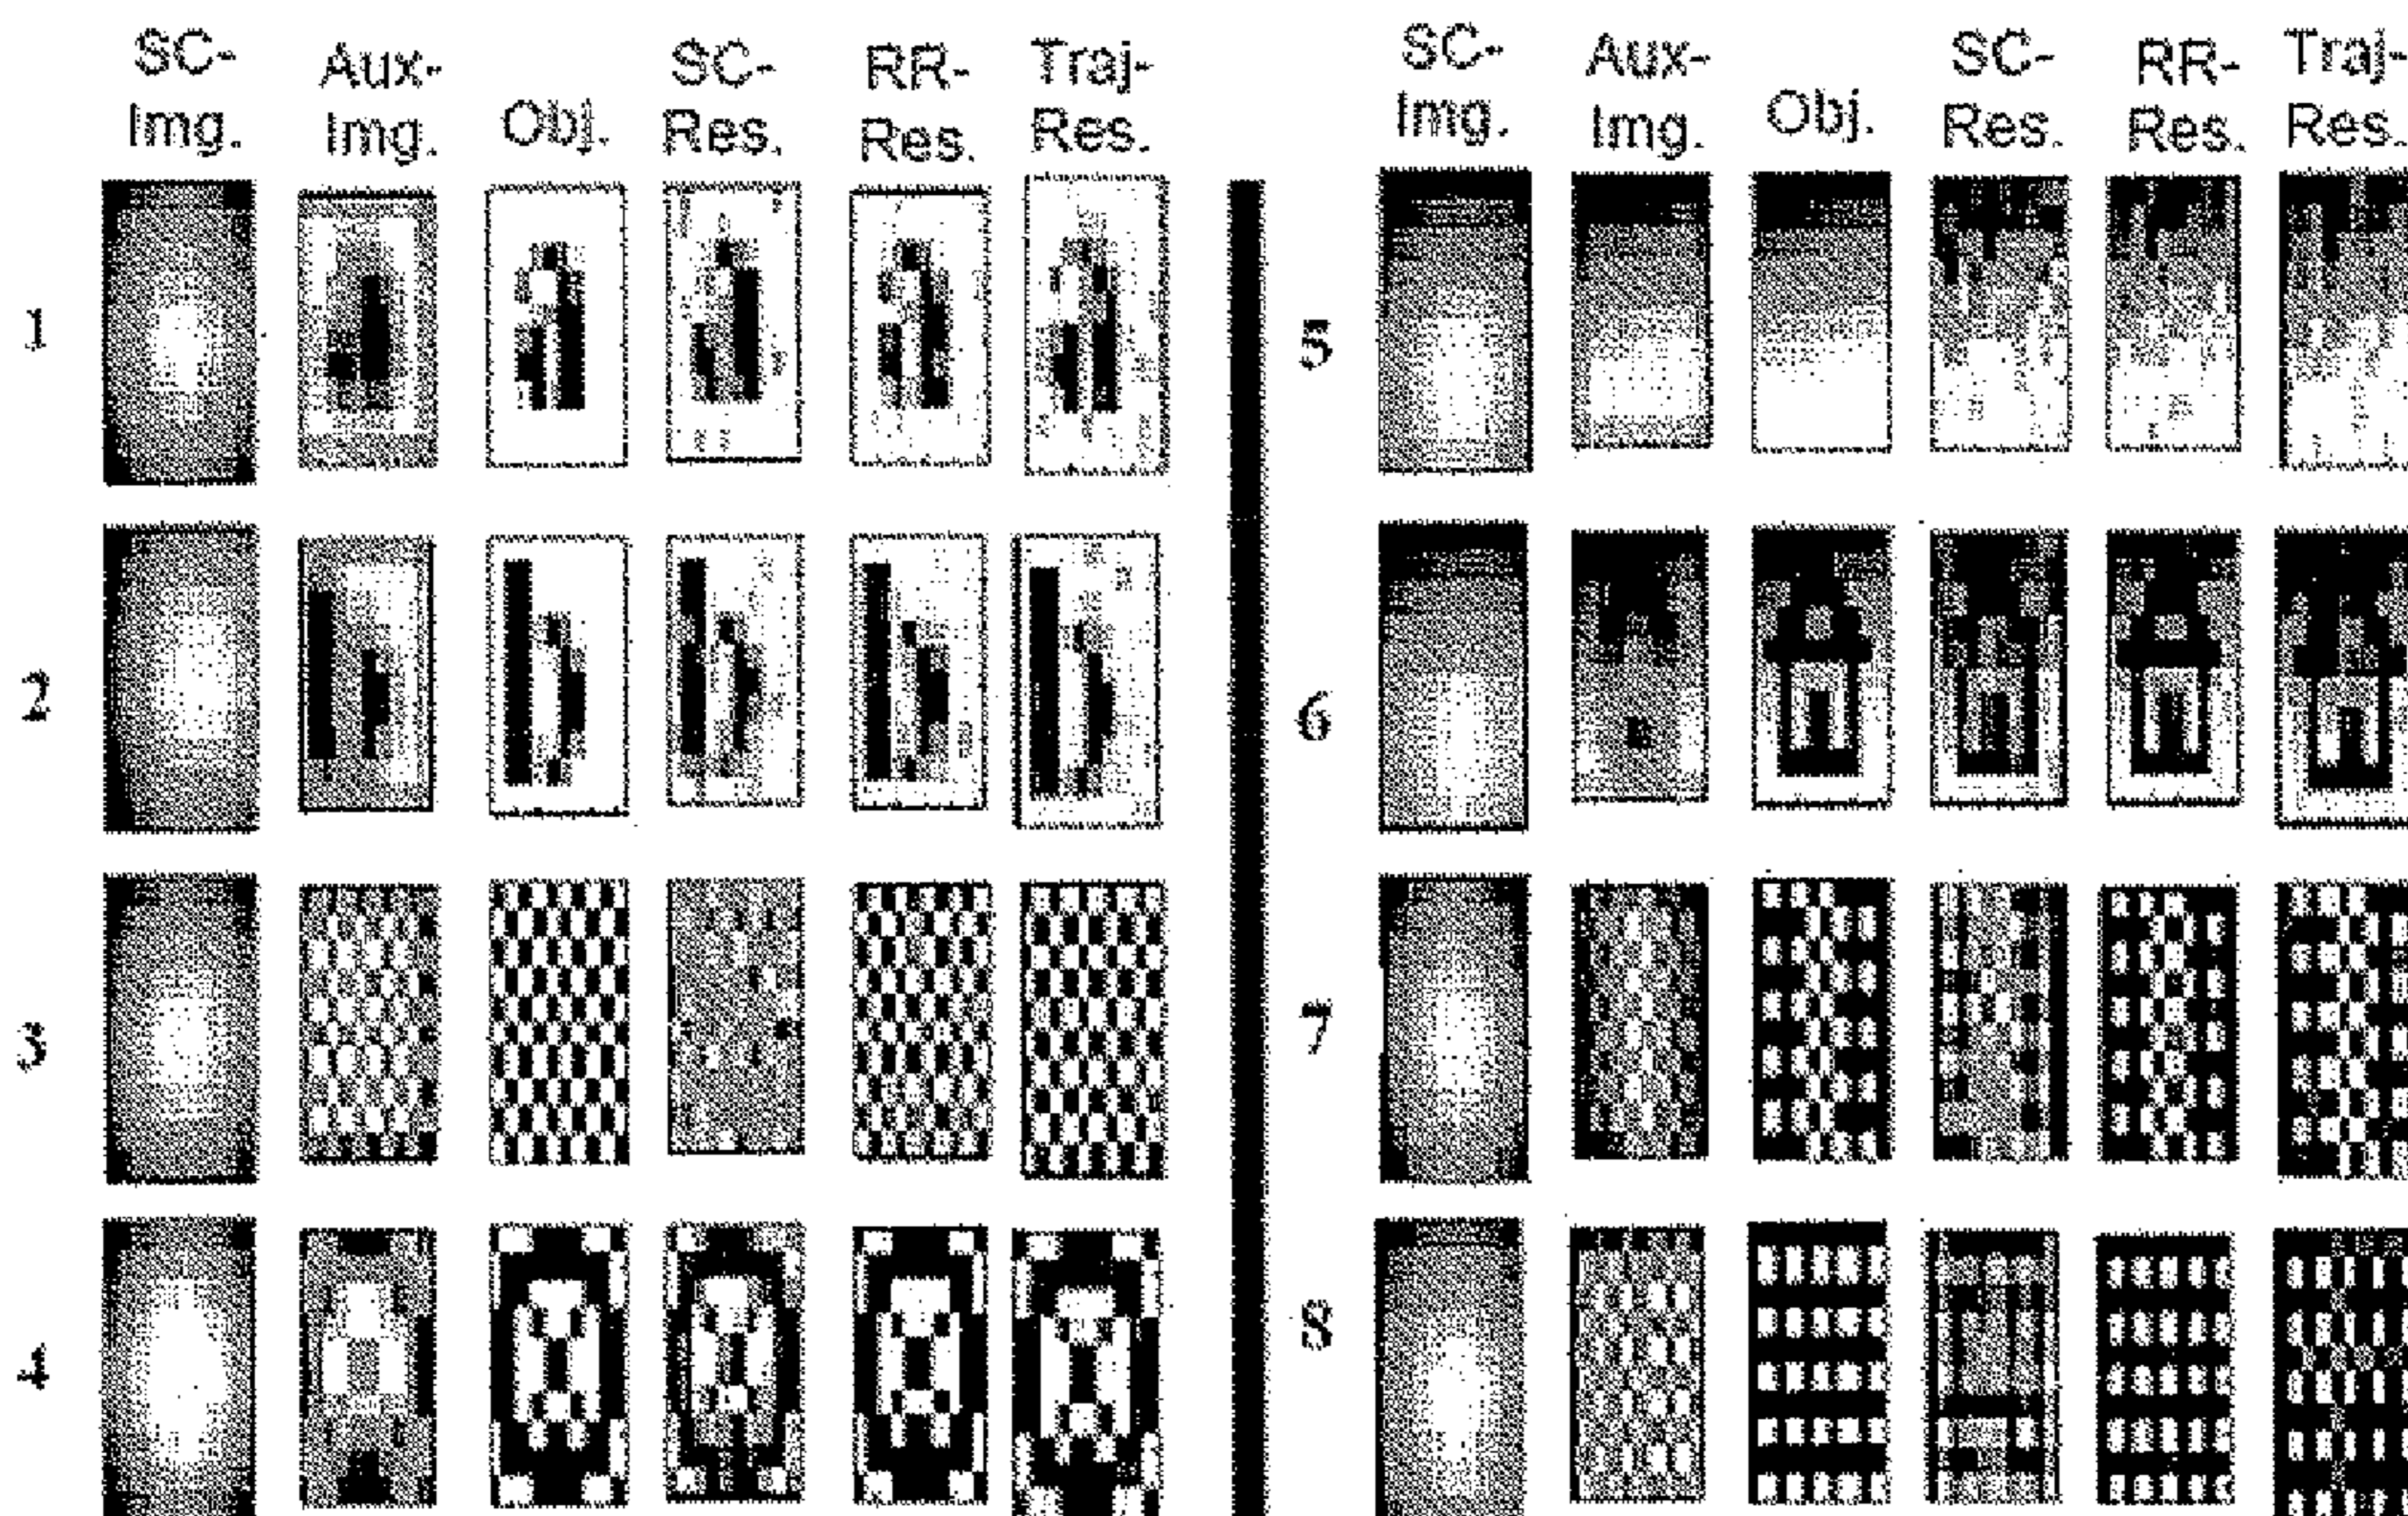 SC- Aux- SC- RR- Traj- SC- Aux- SC- RR- Traj-
Img. Img. Obj. Res. Res. Res. Img. Img. Obj. Res. Res. Res.
1 5
2 6
3 7
4 8